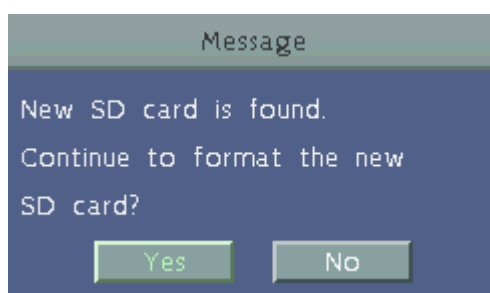 Message
New SD card is found.
Continue to format the new
SD card?
Yes No